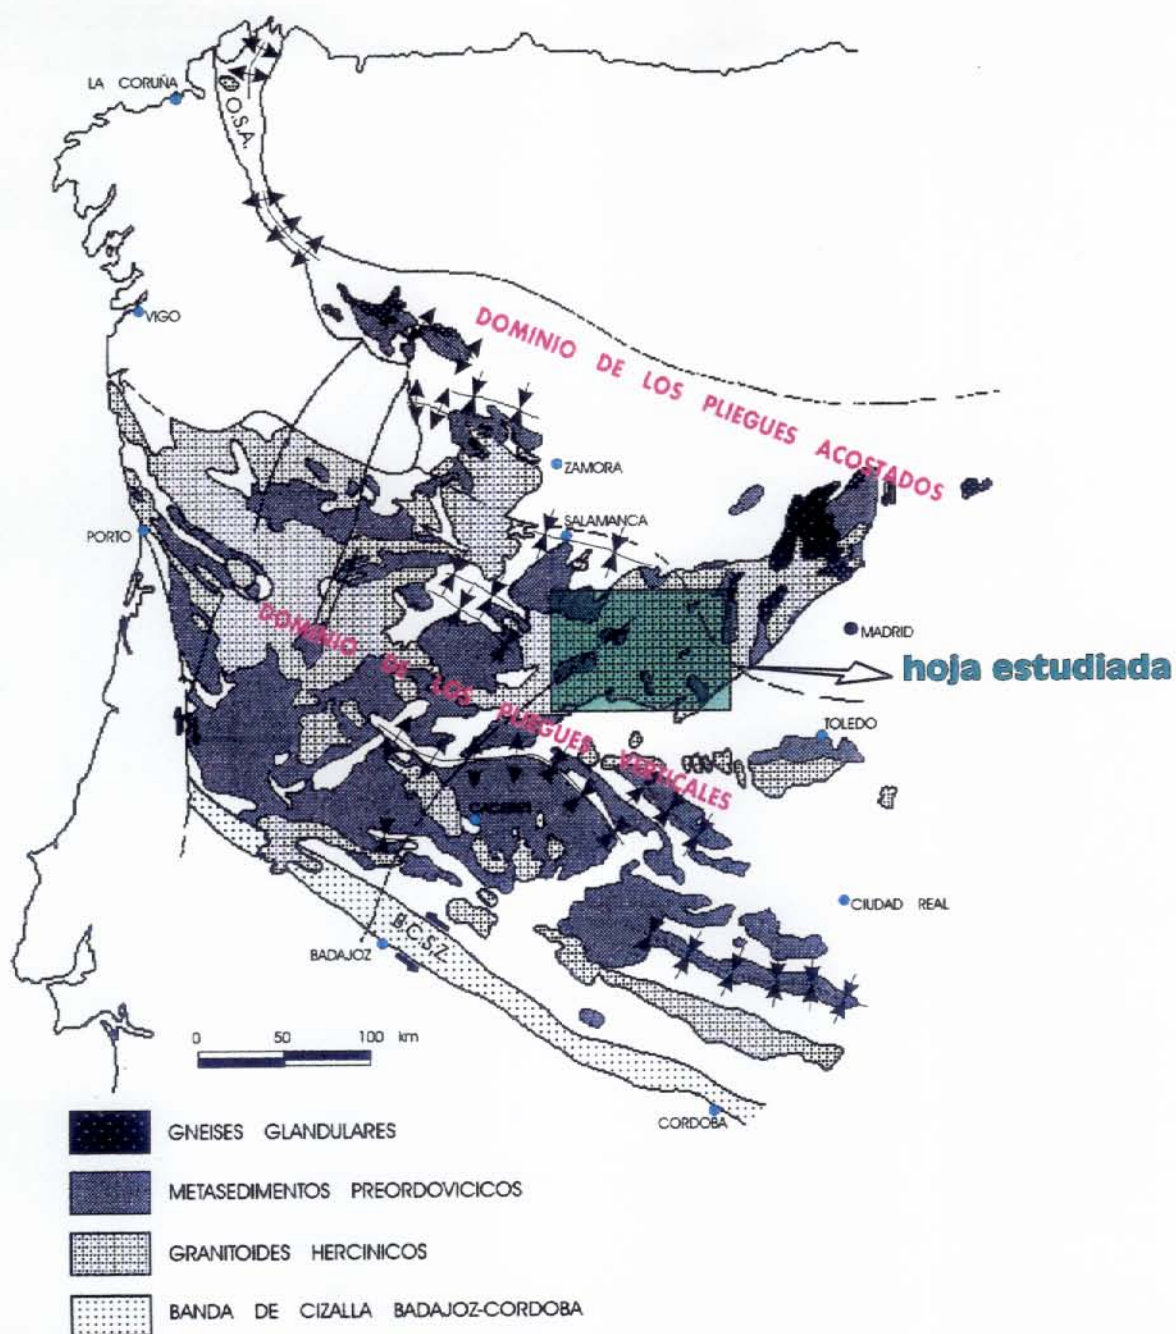 LA CORUÑA
O.S.A.
VIGO
DOMINIO DE LOS PLIEGUES ACOSTADOS
ZAMORA
SALAMANCA
PORTO
DOMINIO DE LOS PLIEGUES VERTICALES
MADRID
hoja estudiada
TOLEDO
CACERES
CIUDAD REAL
B.C.S.Z.
BADAJOZ
0 50 100 km
CORDOBA
GNEISES GLANDULARES
METASEDIMENTOS PREORDOVICICOS
GRANITOIDES HERCINICOS
BANDA DE CIZALLA BADAJOZ-CORDOBA